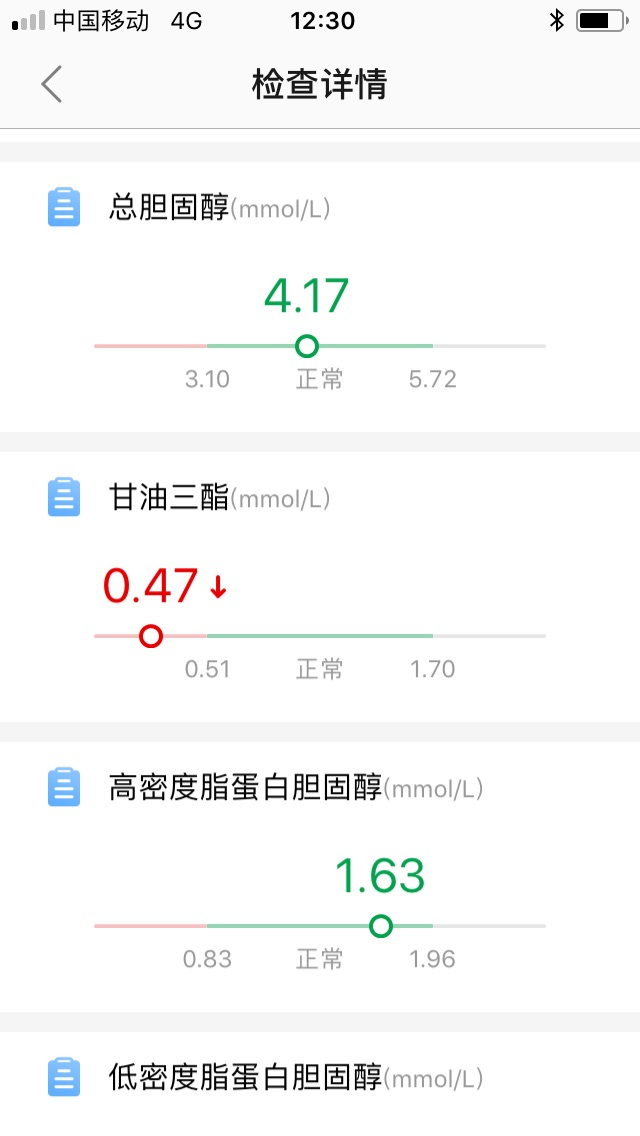 中国移动 4G 12:30
检查详情
总胆固醇(mmol/L)
4.17
3.10 正常 5.72
甘油三酯(mmol/L)
0.47↓
0.51 正常 1.70
高密度脂蛋白胆固醇(mmol/L)
1.63
0.83 正常 1.96
低密度脂蛋白胆固醇(mmol/L)